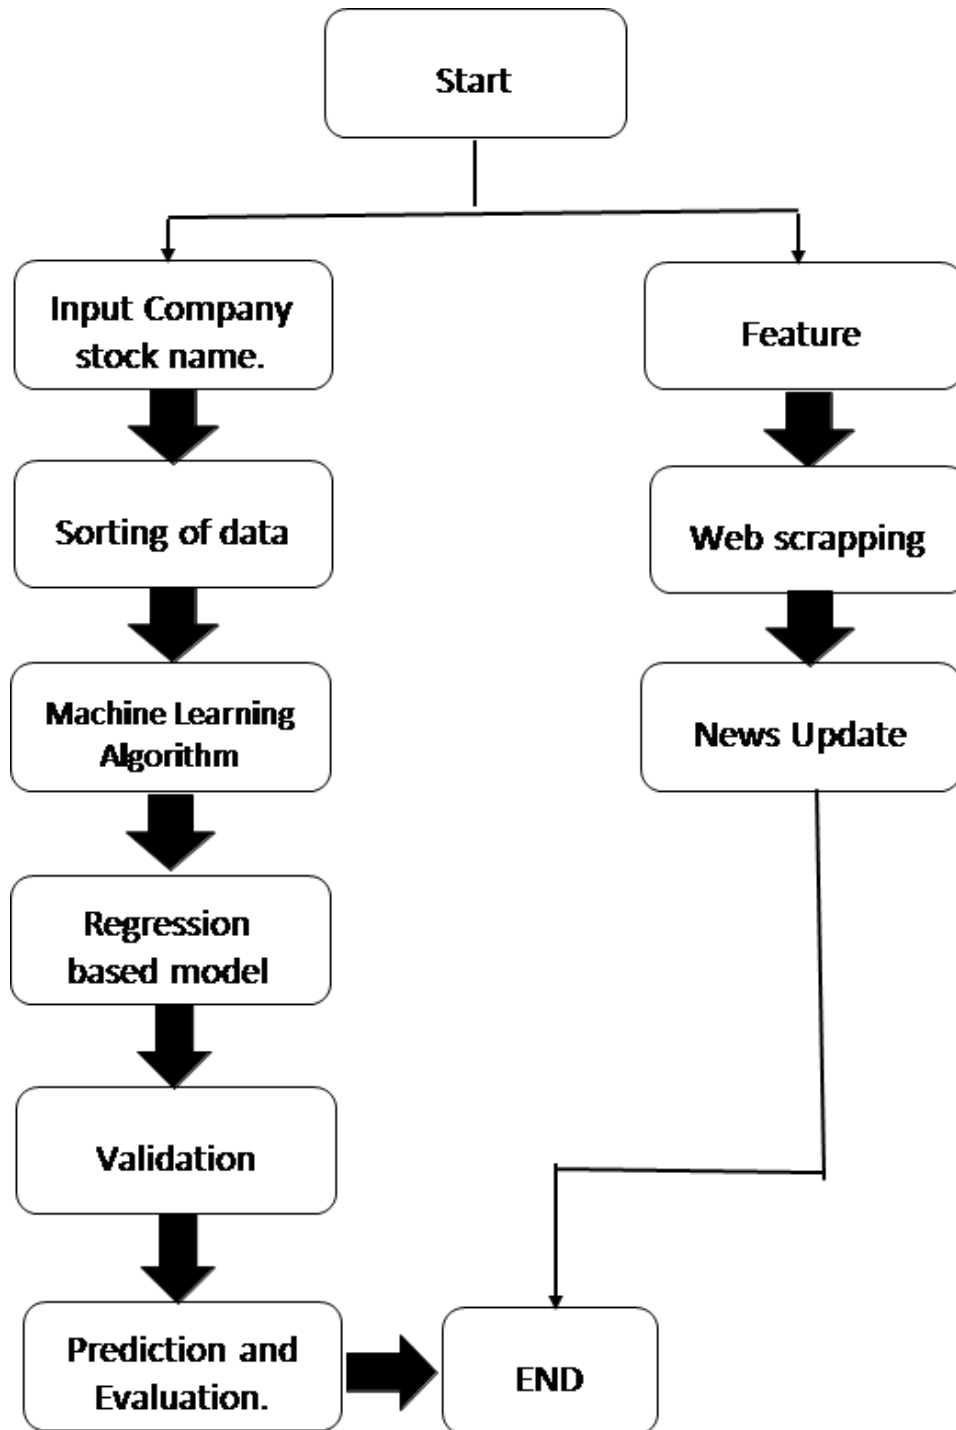 Start
Input Company
stock name.
Sorting of data
Machine Learning
Algorithm
Regression
based model
Validation
Prediction and
Evaluation.
Feature
Web scrapping
News Update
END